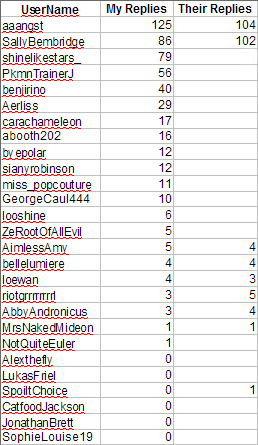 UserName My Replies Their Replies
aaangst 125 104
SallyBembridge 86 102
shinelikestars_ 79
PkmnTrainerJ 56
benjirino 40
Aerliss 29
carachameleon 17
abooth202 16
byepolar 12
sianyrobinson 12
miss_popcouture 11
GeorgeCaul444 10
looshine 6
ZeRootOfAllEvil 5
AimlessAmy 5 4
bellelumiere 4 4
loewan 4 3
riotgrrrrrrrl 3 5
AbbyAndronicus 3 4
MrsNakedMideon 1 1
NotQuiteEuler 1
Alexthefly 0
LukasFriel 0
SpoiltChoice 0 1
CatfoodJackson 0
JonathanBrett 0
SophieLouise19 0